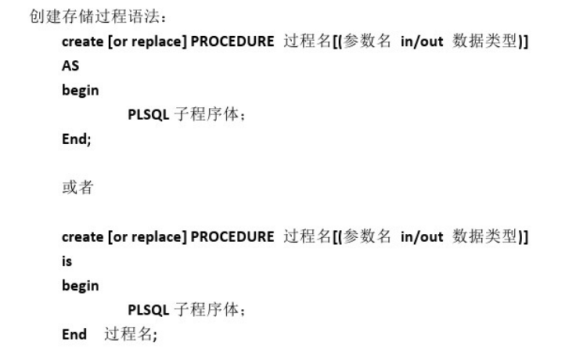 创建存储过程语法：
create [or replace] PROCEDURE 过程名[(参数名 in/out 数据类型)]
AS
begin
PLSQL 子程序体；
End;
或者
create [or replace] PROCEDURE 过程名[(参数名 in/out 数据类型)]
is
begin
PLSQL 子程序体；
End 过程名;